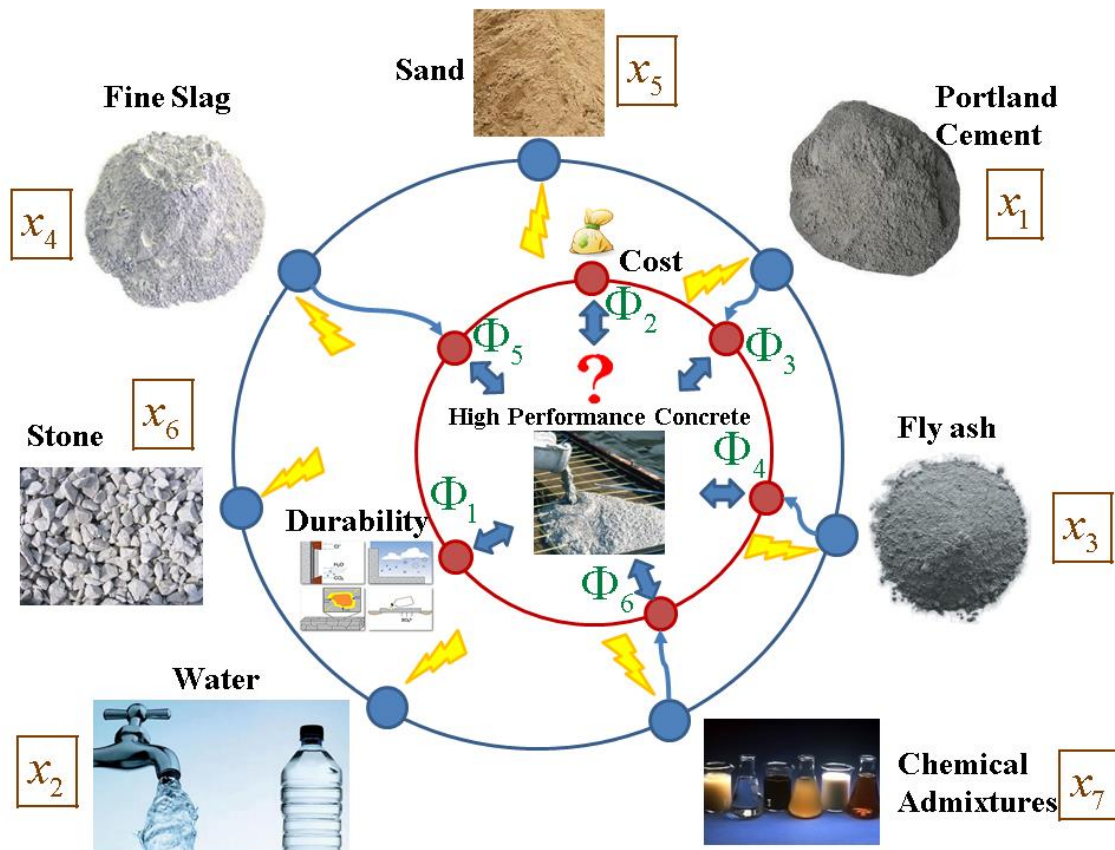 Sand
x5
Fine Slag
Portland
Cement
x4
x1
Cost
Φ2
Φ5
Φ3
?
x6
High Performance Concrete
Stone
Fly ash
Φ4
Φ1
Durability
x3
Φ6
Water
x2
Chemical
Admixtures
x7